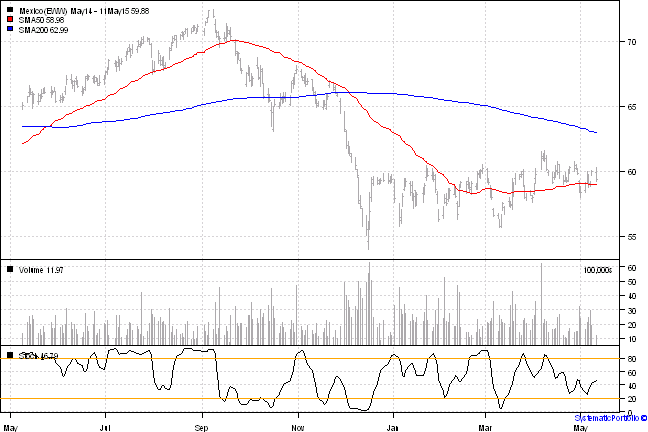 Mexico(EWW) May14 - 11May15 59.88
SMA50 58.98
SMA200 62.99
70
65
60
55
Volume 11.97
100,000s
60
50
40
30
20
10
80
60
40
20
0
May Jul Sep Nov Jan Mar May
SystematicPortfolio ©